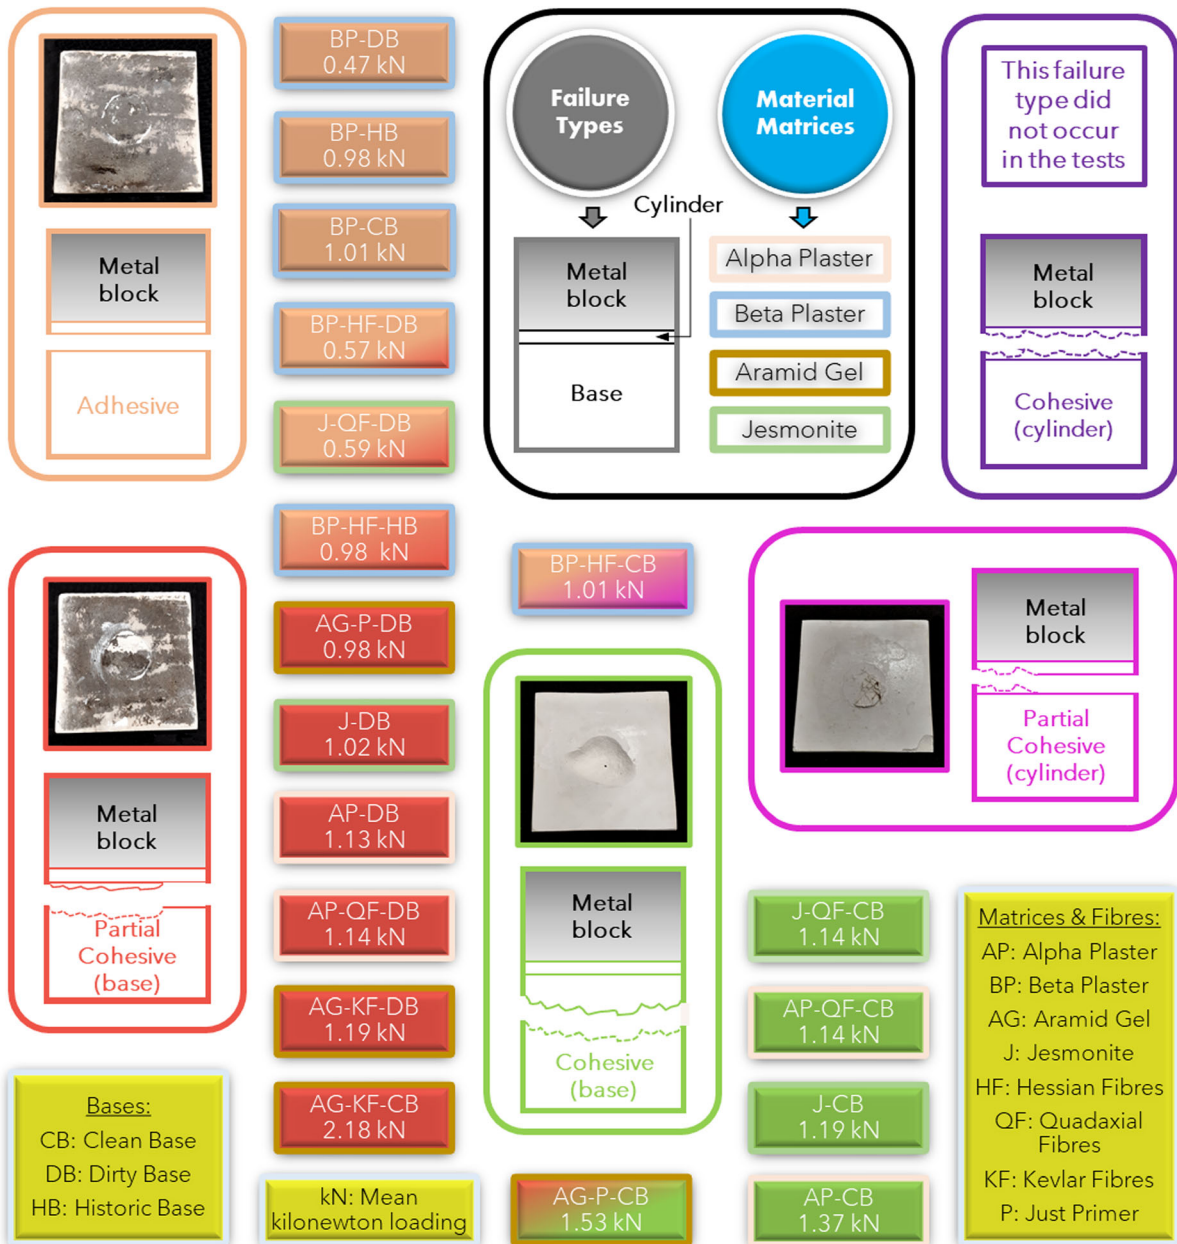 Metal
block
Adhesive
BP-DB
0.47 kN
BP-HB
0.98 kN
BP-CB
1.01 kN
BP-HF-DB
0.57 kN
J-QF-DB
0.59 kN
BP-HF-HB
0.98 kN
AG-P-DB
0.98 kN
J-DB
1.02 kN
AP-DB
1.13 kN
AP-QF-DB
1.14 kN
AG-KF-DB
1.19 kN
AG-KF-CB
2.18 kN
Failure
Types
Material
Matrices
Cylinder
Metal
block
Base
Alpha Plaster
Beta Plaster
Aramid Gel
Jesmonite
This failure
type did
not occur
in the tests
Metal
block
Cohesive
(cylinder)
Metal
block
Partial
Cohesive
(base)
BP-HF-CB
1.01 kN
Metal
block
Partial
Cohesive
(cylinder)
Metal
block
Cohesive
(base)
J-QF-CB
1.14 kN
AP-QF-CB
1.14 kN
J-CB
1.19 kN
AP-CB
1.37 kN
AG-P-CB
1.53 kN
Bases:
CB: Clean Base
DB: Dirty Base
HB: Historic Base
kN: Mean
kilonewton loading
Matrices & Fibres:
AP: Alpha Plaster
BP: Beta Plaster
AG: Aramid Gel
J: Jesmonite
HF: Hessian Fibres
QF: Quadaxial
Fibres
KF: Kevlar Fibres
P: Just Primer